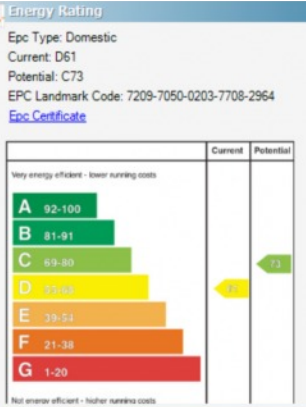 Energy Rating
Epc Type: Domestic
Current: D61
Potential: C73
EPC Landmark Code: 7209-7050-0203-7708-2964
Epc Certificate
Current Potential
Very energy efficient - lower running costs
A 92-100
B 81-91
C 69-80
73
D
E 39-54
F 21-38
G 1-20
Not energy efficient - higher running costs